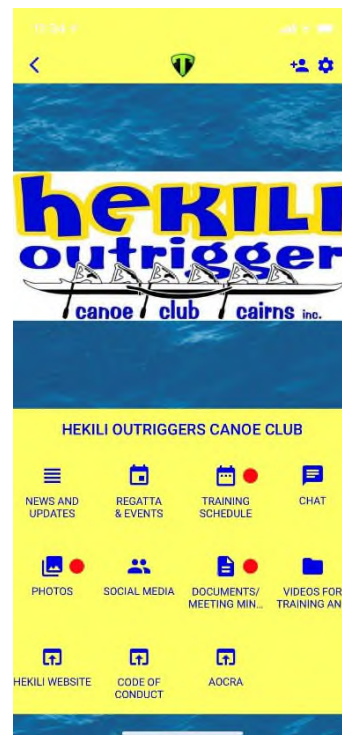 hekili
outrigger
canoe club cairns inc.
HEKILI OUTRIGGERS CANOE CLUB
NEWS AND
UPDATES
REGATTA
& EVENTS
TRAINING
SCHEDULE
CHAT
PHOTOS
SOCIAL MEDIA
DOCUMENTS/
MEETING MIN...
VIDEOS FOR
TRAINING AN
HEKILI WEBSITE
CODE OF
CONDUCT
AOCRA